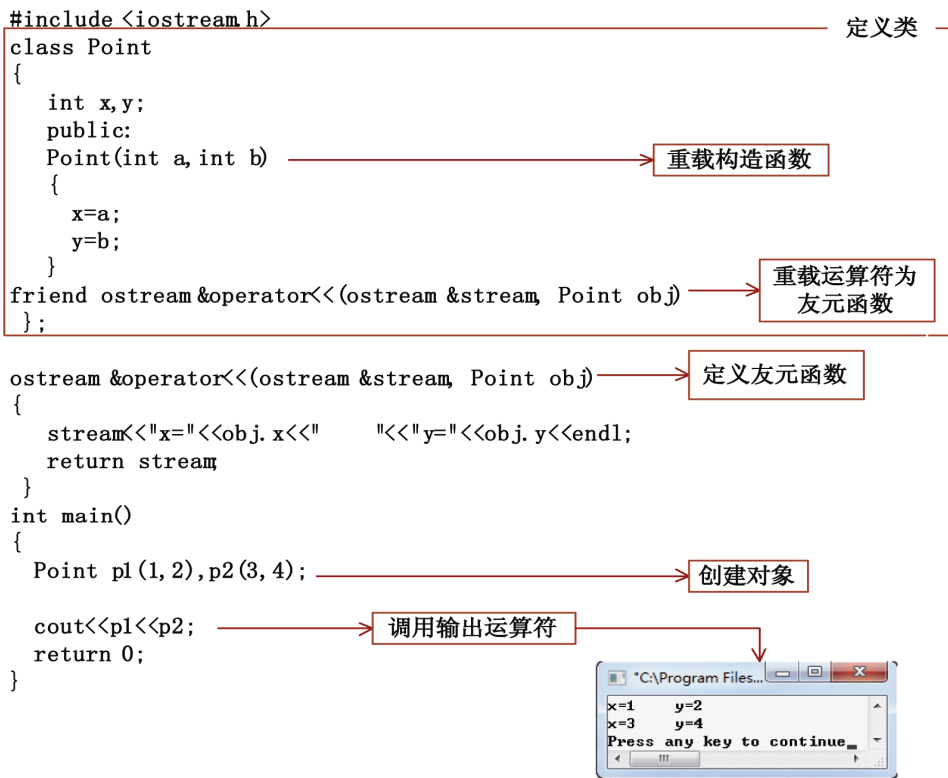 #include <iostream.h>
定义类
class Point
{
int x,y;
public:
Point(int a,int b)
重载构造函数
{
x=a;
y=b;
}
friend ostream &operator<<(ostream &stream, Point obj)
重载运算符为
友元函数
};
ostream &operator<<(ostream &stream, Point obj)
定义友元函数
{
stream<<"x="<<obj.x<<"     "<<"y="<<obj.y<<endl;
return stream;
}
int main()
{
Point p1(1,2),p2(3,4);
创建对象
cout<<p1<<p2;
调用输出运算符
return 0;
}
"C:\Program Files...
x=1     y=2
x=3     y=4
Press any key to continue_